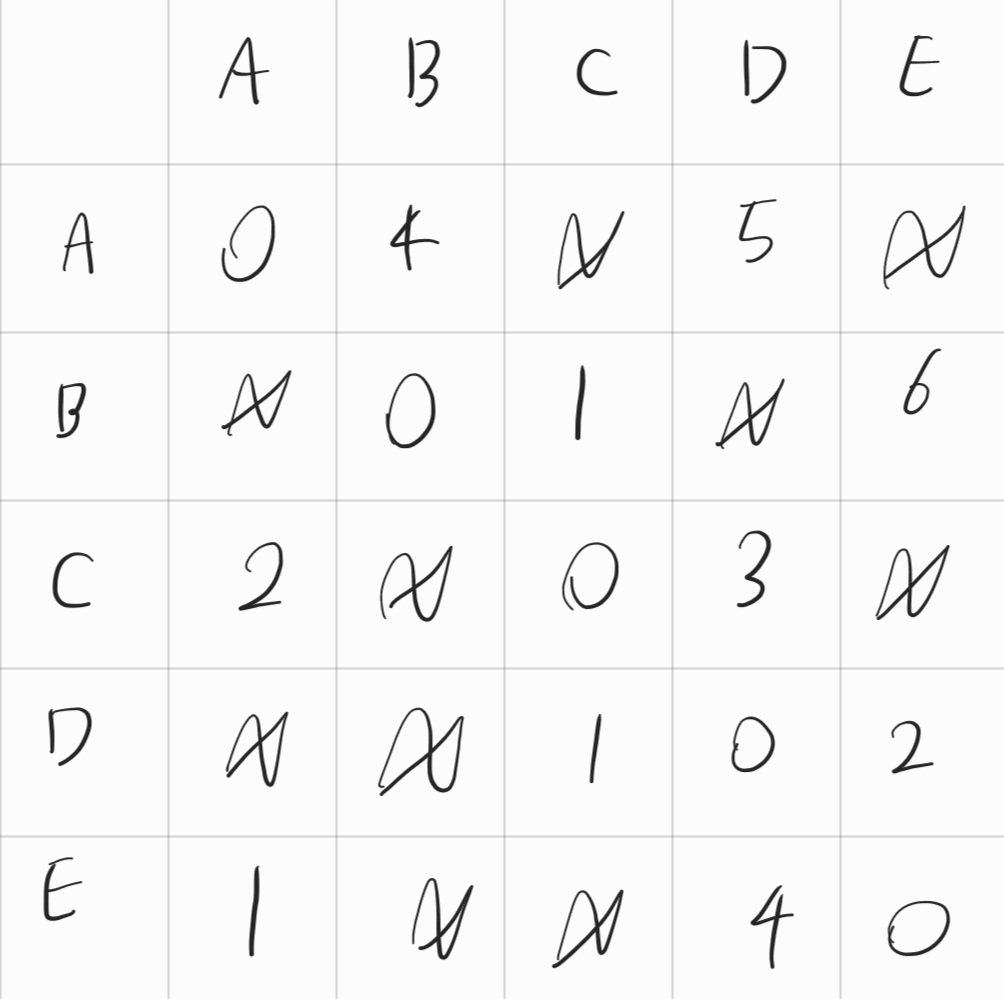 A B C D E
A 0 4 ∞ 5 ∞
B ∞ 0 1 ∞ 6
C 2 ∞ 0 3 ∞
D ∞ ∞ 1 0 2
E 1 ∞ ∞ 4 0